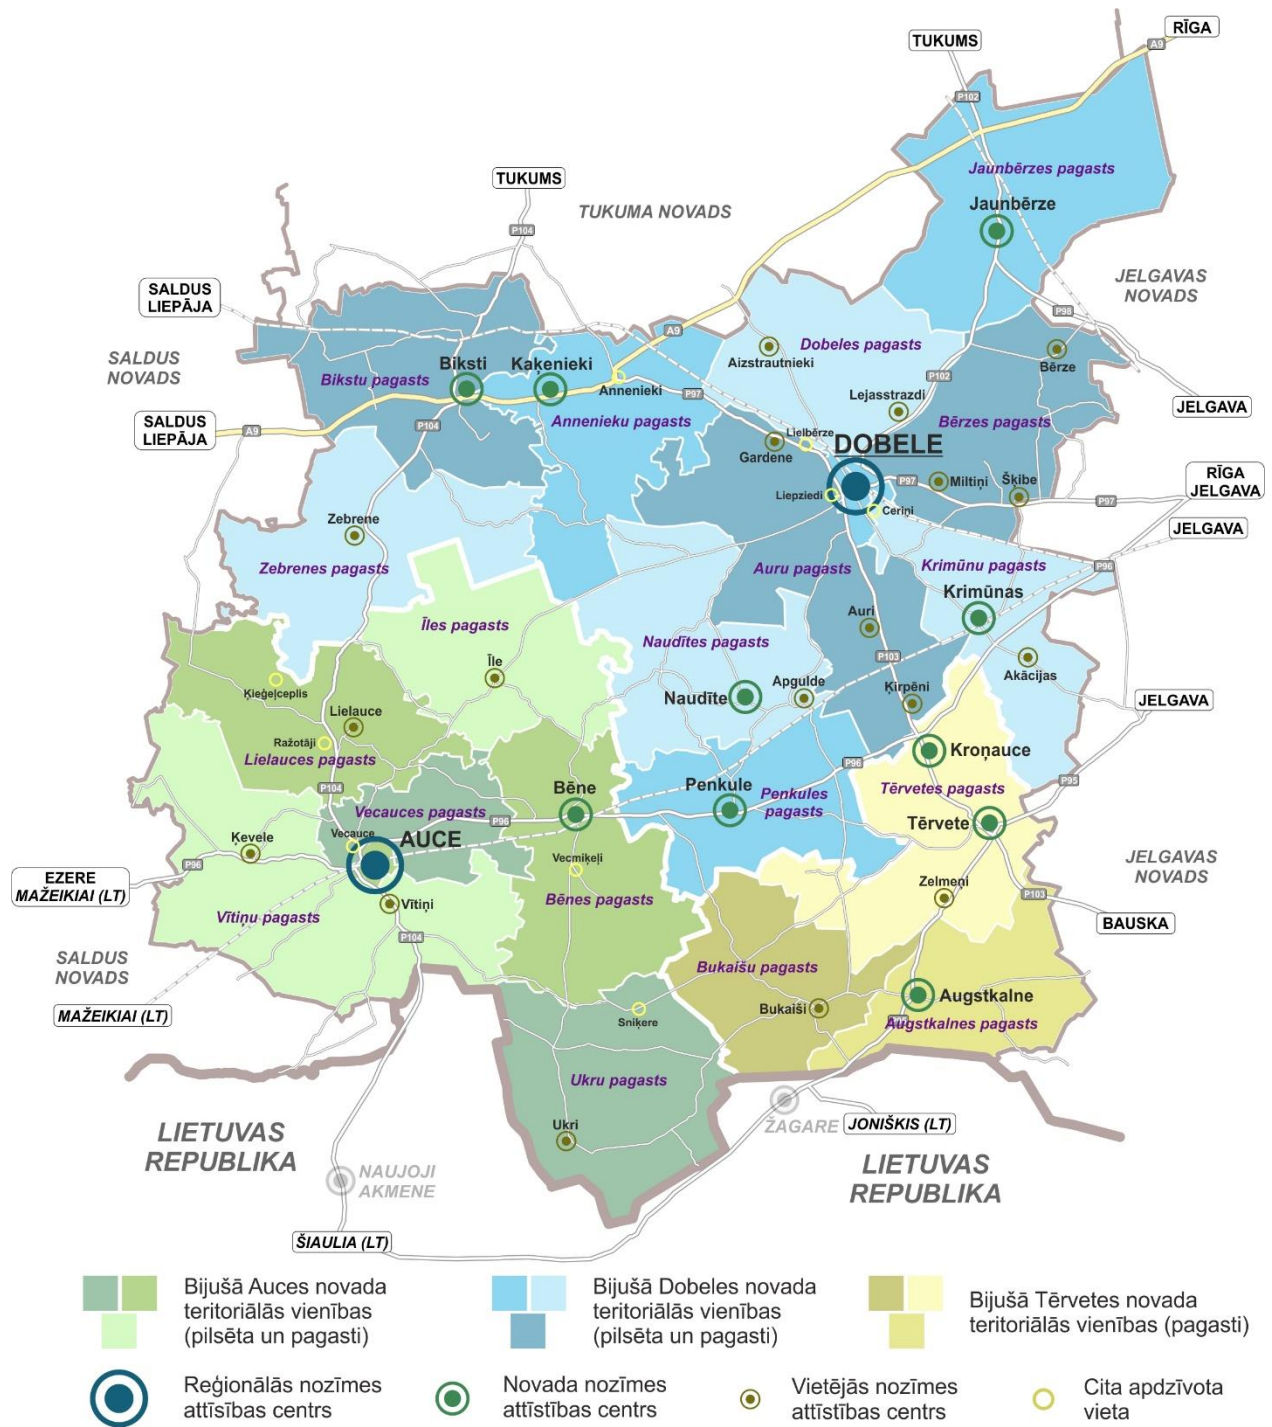 RĪGA
A9
TUKUMS
P102
Jaunbērzes pagasts
TUKUMS
Jaunbērze
TUKUMA NOVADS
P104
JELGAVAS
NOVADS
SALDUS
LIEPĀJA
P98
A9
SALDUS
NOVADS
Dobeles pagasts
Aizstrautnieki
Bērze
Biksti
Kaķenieki
Bikstu pagasts
P102
Annenieki
P97
Lejasstrazdi
JELGAVA
SALDUS
LIEPĀJA
A9
P104
Annenieku pagasts
Bērzes pagasts
Lielbērze
DOBELE
Gardene
P97
Miltiņi
Šķibe
RĪGA
JELGAVA
Liepziedi
P97
Ceriņi
Zebrene
JELGAVA
Zebrenes pagasts
Auru pagasts
Krimūnu pagasts
P96
Krimūnas
Auri
Īles pagasts
Naudītes pagasts
P103
Īle
Akācijas
Ķieģeļceplis
Naudīte
Apgulde
Ķirpēni
JELGAVA
Lielauce
Ražotāji
Kroņauce
Lielauces pagasts
P96
P95
P104
Bēne
Penkule
Penkules
pagasts
Tērvetes pagasts
Vecauces pagasts
P96
Tērvete
Vecauce
AUCE
Ķevele
P96
Vecmiķeļi
JELGAVAS
NOVADS
EZERE
MAŽEIKIAI (LT)
Zelmeņi
P103
Vītiņi
Bēnes pagasts
Vītiņu pagasts
BAUSKA
P104
SALDUS
NOVADS
Bukaišu pagasts
Augstkalne
MAŽEIKIAI (LT)
Sniķere
Bukaiši
Augstkalnes pagasts
Ukru pagasts
ŽAGARE
JONIŠKIS (LT)
Ukri
LIETUVAS
REPUBLIKA
LIETUVAS
REPUBLIKA
NAUJOJI
AKMENE
ŠIAULIA (LT)
Bijušā Auces novada
teritoriālās vienības
(pilsēta un pagasti)
Bijušā Dobeles novada
teritoriālās vienības
(pilsēta un pagasti)
Bijušā Tērvetes novada
teritoriālās vienības (pagasti)
Reģionālās nozīmes
attīsības centrs
Novada nozīmes
attīstības centrs
Vietējās nozīmes
attīstības centrs
Cita apdzīvota
vieta